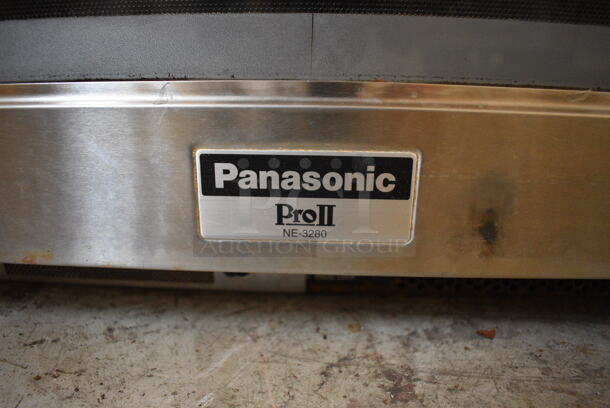 Panasonic
ProII
NE-3280
AUCTION GROUP